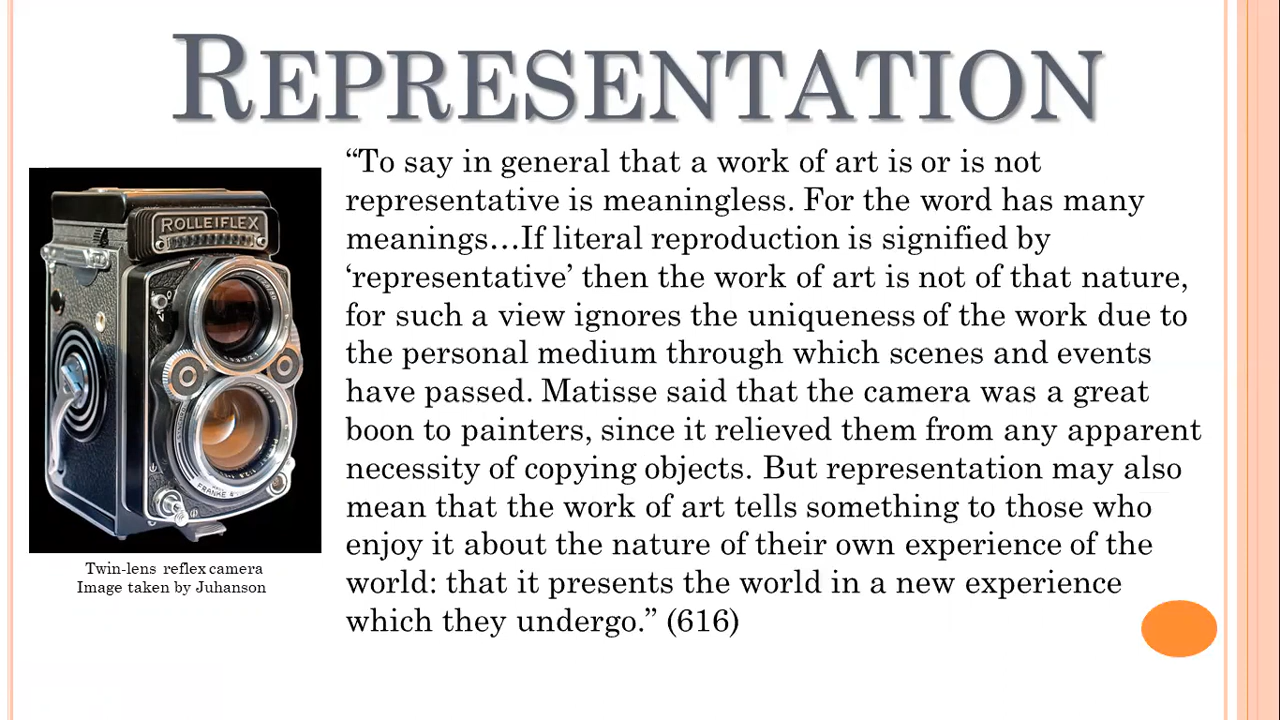 REPRESENTATION
“To say in general that a work of art is or is not
representative is meaningless. For the word has many
meanings…If literal reproduction is signified by
‘representative’ then the work of art is not of that nature,
for such a view ignores the uniqueness of the work due to
the personal medium through which scenes and events
have passed. Matisse said that the camera was a great
boon to painters, since it relieved them from any apparent
necessity of copying objects. But representation may also
mean that the work of art tells something to those who
enjoy it about the nature of their own experience of the
world: that it presents the world in a new experience
which they undergo.” (616)
ROLLEIFLEX
FRANKE &
Twin-lens reflex camera
Image taken by Juhanson